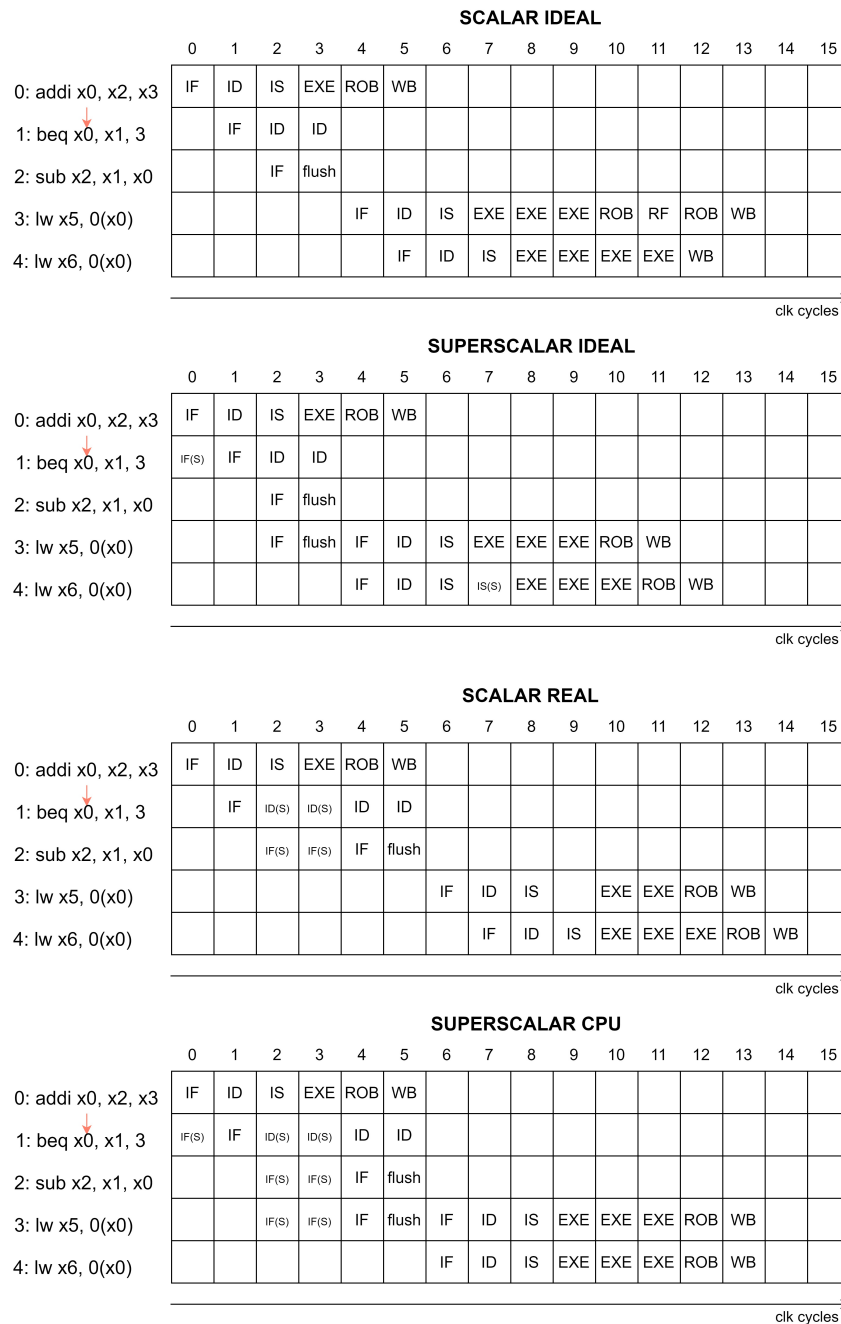 SCALAR IDEAL
0 1 2 3 4 5 6 7 8 9 10 11 12 13 14 15
0: addi x0, x2, x3 IF ID IS EXE ROB WB
1: beq x0, x1, 3 IF ID ID
2: sub x2, x1, x0 IF flush
3: lw x5, 0(x0) IF ID IS EXE EXE EXE ROB RF ROB WB
4: lw x6, 0(x0) IF ID IS EXE EXE EXE EXE WB
clk cycles
SUPERSCALAR IDEAL
0 1 2 3 4 5 6 7 8 9 10 11 12 13 14 15
0: addi x0, x2, x3 IF ID IS EXE ROB WB
1: beq x0, x1, 3 IF(S) IF ID ID
2: sub x2, x1, x0 IF flush
3: lw x5, 0(x0) IF flush IF ID IS EXE EXE EXE ROB WB
4: lw x6, 0(x0) IF ID IS IS(S) EXE EXE EXE ROB WB
clk cycles
SCALAR REAL
0 1 2 3 4 5 6 7 8 9 10 11 12 13 14 15
0: addi x0, x2, x3 IF ID IS EXE ROB WB
1: beq x0, x1, 3 IF ID(S) ID(S) ID ID
2: sub x2, x1, x0 IF(S) IF(S) IF flush
3: lw x5, 0(x0) IF ID IS EXE EXE ROB WB
4: lw x6, 0(x0) IF ID IS EXE EXE EXE ROB WB
clk cycles
SUPERSCALAR CPU
0 1 2 3 4 5 6 7 8 9 10 11 12 13 14 15
0: addi x0, x2, x3 IF ID IS EXE ROB WB
1: beq x0, x1, 3 IF(S) IF ID(S) ID(S) ID ID
2: sub x2, x1, x0 IF(S) IF(S) IF flush
3: lw x5, 0(x0) IF(S) IF(S) IF flush IF ID IS EXE EXE EXE ROB WB
4: lw x6, 0(x0) IF ID IS EXE EXE EXE ROB WB
clk cycles